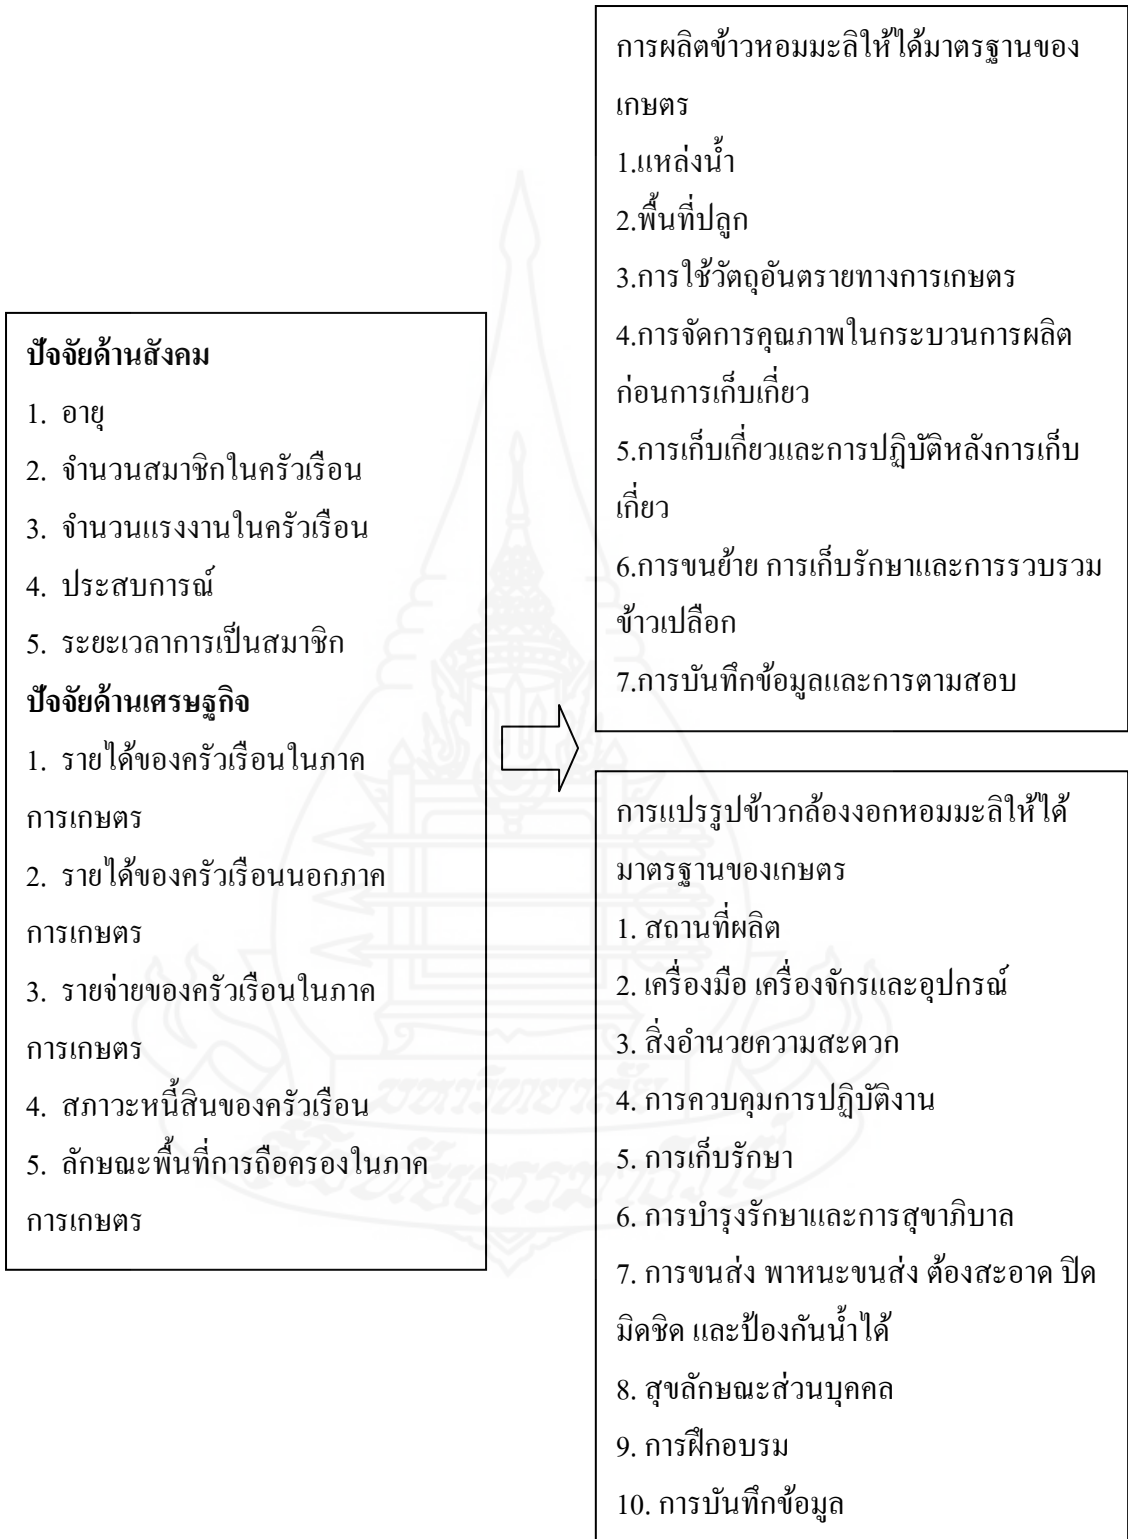 ปัจจัยด้านสังคม
1. อายุ
2. จำนวนสมาชิกในครัวเรือน
3. จำนวนแรงงานในครัวเรือน
4. ประสบการณ์
5. ระยะเวลาการเป็นสมาชิก
ปัจจัยด้านเศรษฐกิจ
1. รายได้ของครัวเรือนในภาค
การเกษตร
2. รายได้ของครัวเรือนนอกภาค
การเกษตร
3. รายจ่ายของครัวเรือนในภาค
การเกษตร
4. สภาวะหนี้สินของครัวเรือน
5. ลักษณะพื้นที่การถือครองในภาค
การเกษตร
การผลิตข้าวหอมมะลิให้ได้มาตรฐานของ
เกษตร
1.แหล่งน้ำ
2.พื้นที่ปลูก
3.การใช้วัตถุอันตรายทางการเกษตร
4.การจัดการคุณภาพในกระบวนการผลิต
ก่อนการเก็บเกี่ยว
5.การเก็บเกี่ยวและการปฏิบัติหลังการเก็บ
เกี่ยว
6.การขนย้าย การเก็บรักษาและการรวบรวม
ข้าวเปลือก
7.การบันทึกข้อมูลและการตามสอบ
การแปรรูปข้าวกล้องงอกหอมมะลิให้ได้
มาตรฐานของเกษตร
1. สถานที่ผลิต
2. เครื่องมือ เครื่องจักรและอุปกรณ์
3. สิ่งอำนวยความสะดวก
4. การควบคุมการปฏิบัติงาน
5. การเก็บรักษา
6. การบำรุงรักษาและการสุขาภิบาล
7. การขนส่ง พาหนะขนส่ง ต้องสะอาด ปิด
มิดชิด และป้องกันน้ำได้
8. สุขลักษณะส่วนบุคคล
9. การฝึกอบรม
10. การบันทึกข้อมูล
มหาวิทยาลัย
สุโขทัยธรรมาธิราช